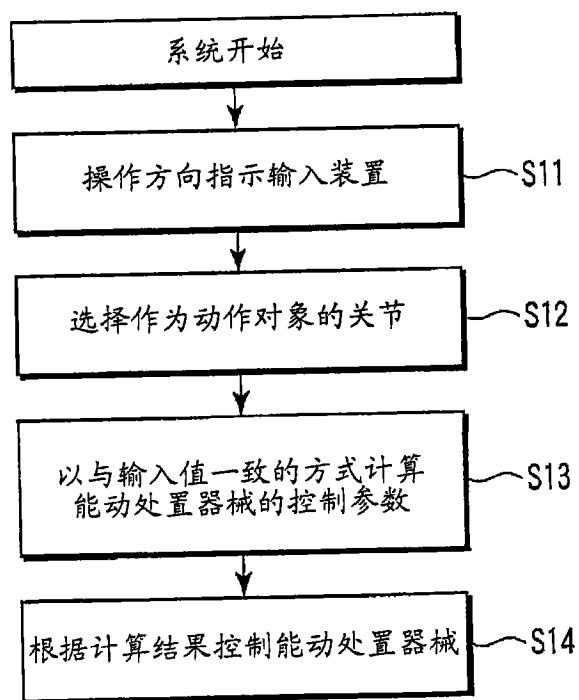 系统开始
操作方向指示输入装置
S11
选择作为动作对象的关节
S12
以与输入值一致的方式计算
能动处置器械的控制参数
S13
根据计算结果控制能动处置器械
S14